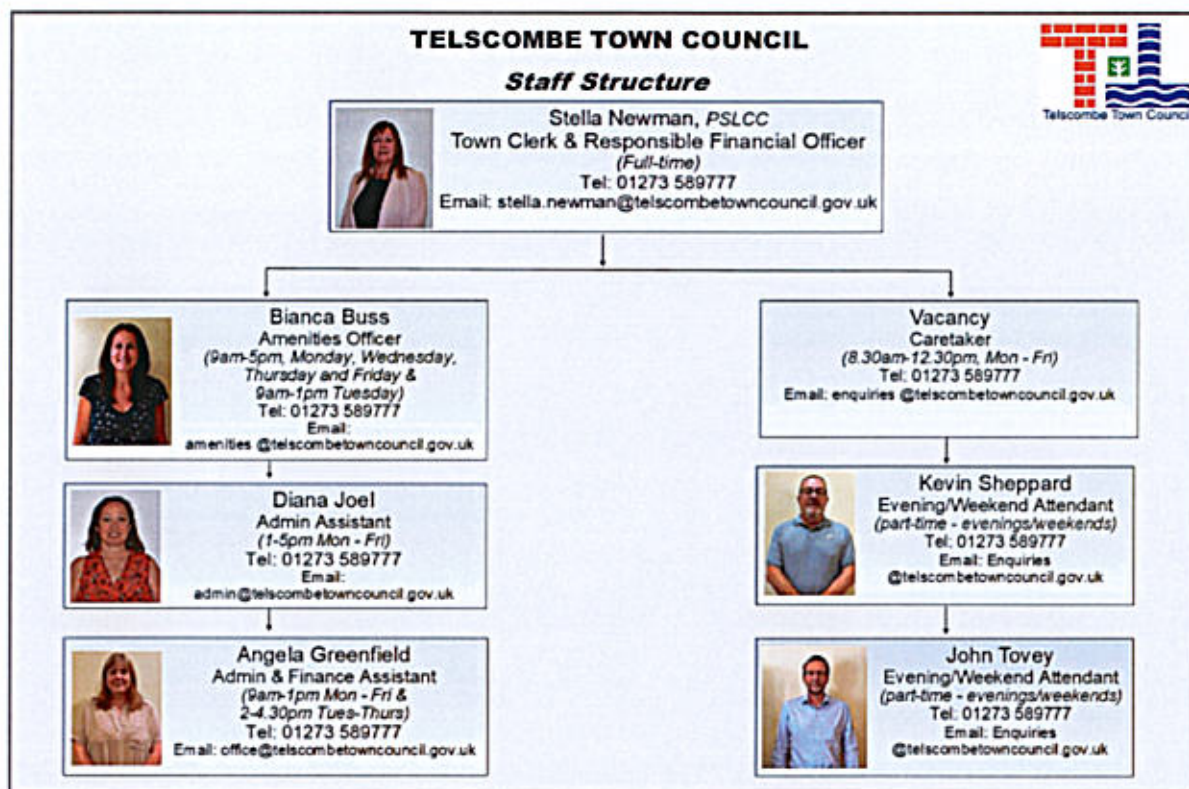 TELSCOMBE TOWN COUNCIL
Staff Structure
Telscombe Town Council
Stella Newman, PSLCC
Town Clerk & Responsible Financial Officer
(Full-time)
Tel: 01273 589777
Email: stella.newman@telscombetowncouncil.gov.uk
Bianca Buss
Amenities Officer
(9am-5pm, Monday, Wednesday,
Thursday and Friday &
9am-1pm Tuesday)
Tel: 01273 589777
Email:
amenities @telscombetowncouncil.gov.uk
Diana Joel
Admin Assistant
(1-5pm Mon - Fri)
Tel: 01273 589777
Email:
admin@telscombetowncouncil.gov.uk
Angela Greenfield
Admin & Finance Assistant
(9am-1pm Mon - Fri &
2-4.30pm Tues-Thurs)
Tel: 01273 589777
Email: office@telscombetowncouncil.gov.uk
Vacancy
Caretaker
(8.30am-12.30pm, Mon - Fri)
Tel: 01273 589777
Email: enquiries @telscombetowncouncil.gov.uk
Kevin Sheppard
Evening/Weekend Attendant
(part-time - evenings/weekends)
Tel: 01273 589777
Email: Enquiries
@telscombetowncouncil.gov.uk
John Tovey
Evening/Weekend Attendant
(part-time - evenings/weekends)
Tel: 01273 589777
Email: Enquiries
@telscombetowncouncil.gov.uk